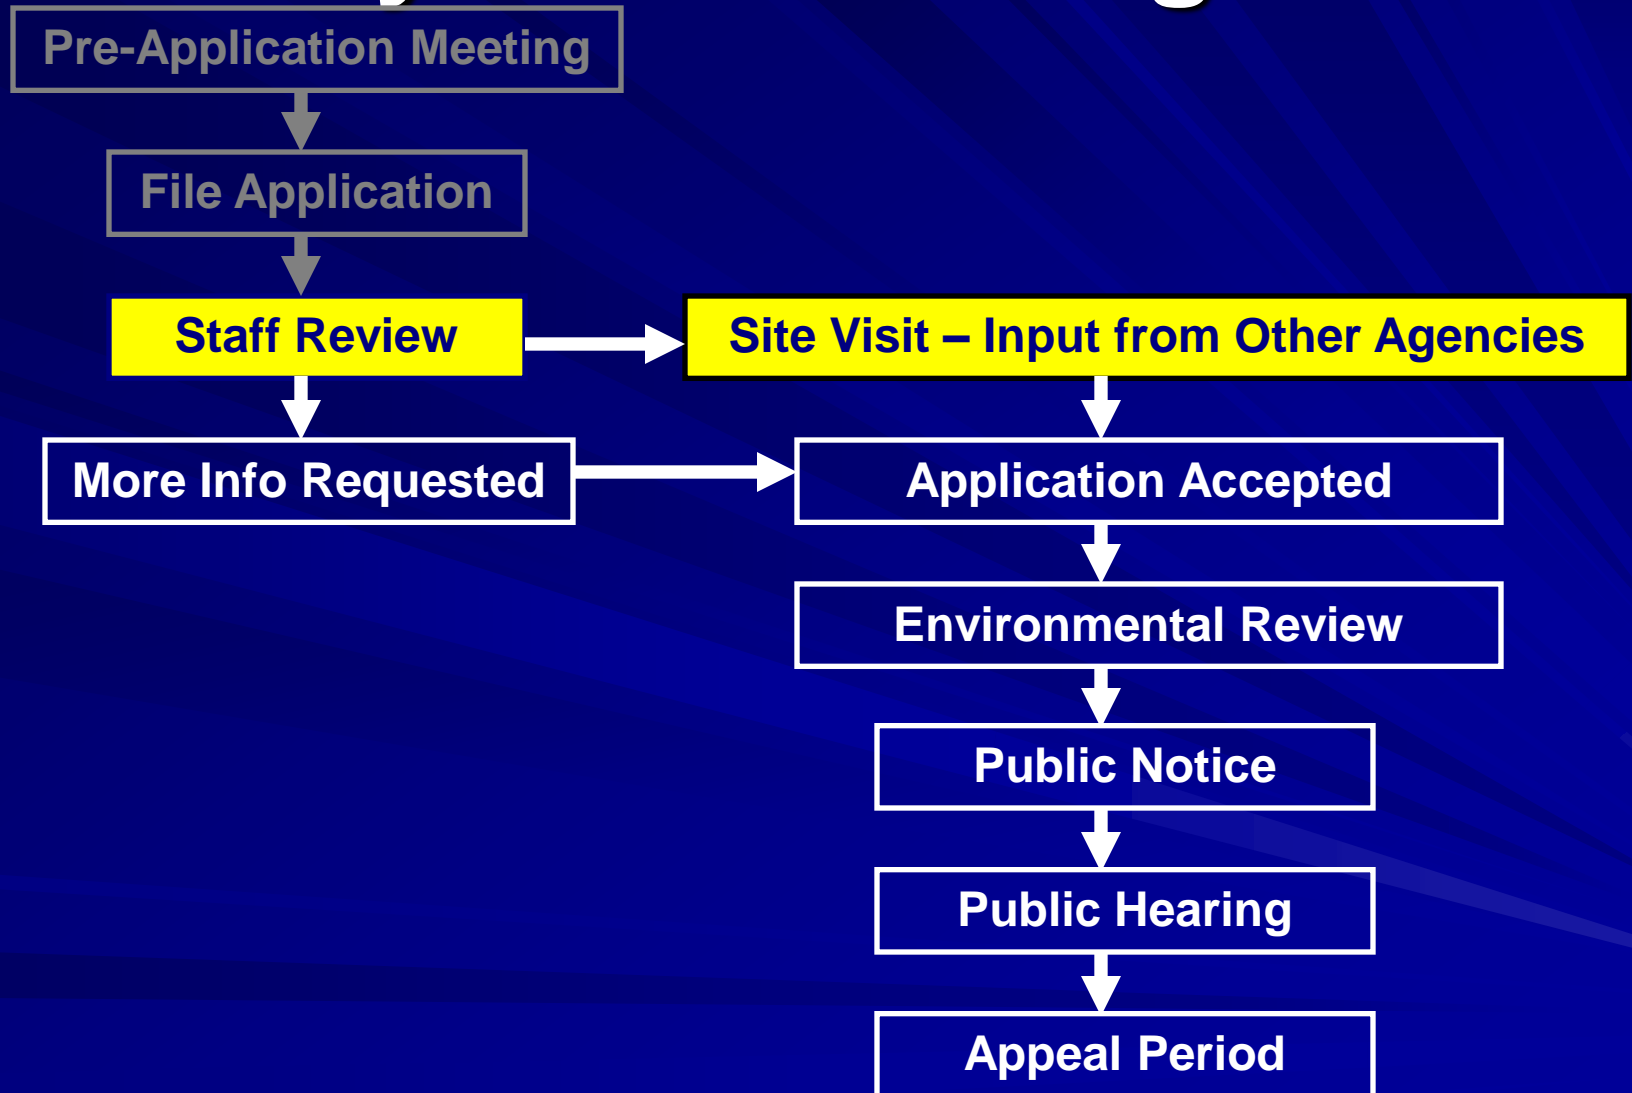 Pre-Application Meeting
File Application
Staff Review
Site Visit – Input from Other Agencies
More Info Requested
Application Accepted
Environmental Review
Public Notice
Public Hearing
Appeal Period